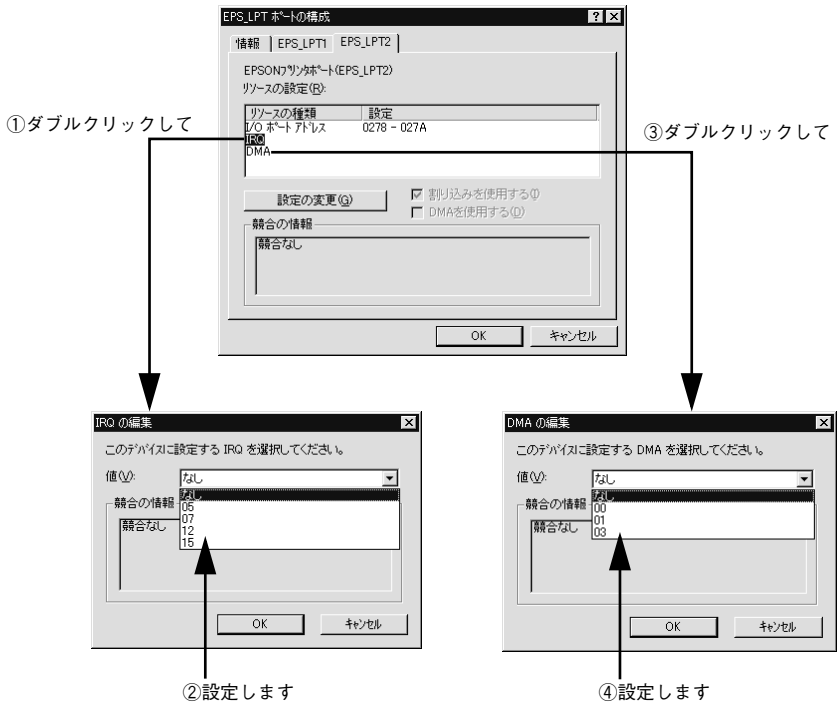 EPS_LPT ポートの構成
情報 EPS_LPT1 EPS_LPT2
EPSONプリンタポート(EPS_LPT2)
リソースの設定(R):
リソースの種類 設定
I/O ポート アドレス 0278 - 027A
IRQ
DMA
設定の変更(G)
割り込みを使用する(I)
DMAを使用する(D)
競合の情報
競合なし
OK キャンセル
①ダブルクリックして
③ダブルクリックして
IRQ の編集
このデバイスに設定する IRQ を選択してください。
値(V): なし
なし
05
07
12
15
競合の情報
競合なし
OK キャンセル
②設定します
DMA の編集
このデバイスに設定する DMA を選択してください。
値(V): なし
なし
00
01
03
競合の情報
競合なし
OK キャンセル
④設定します